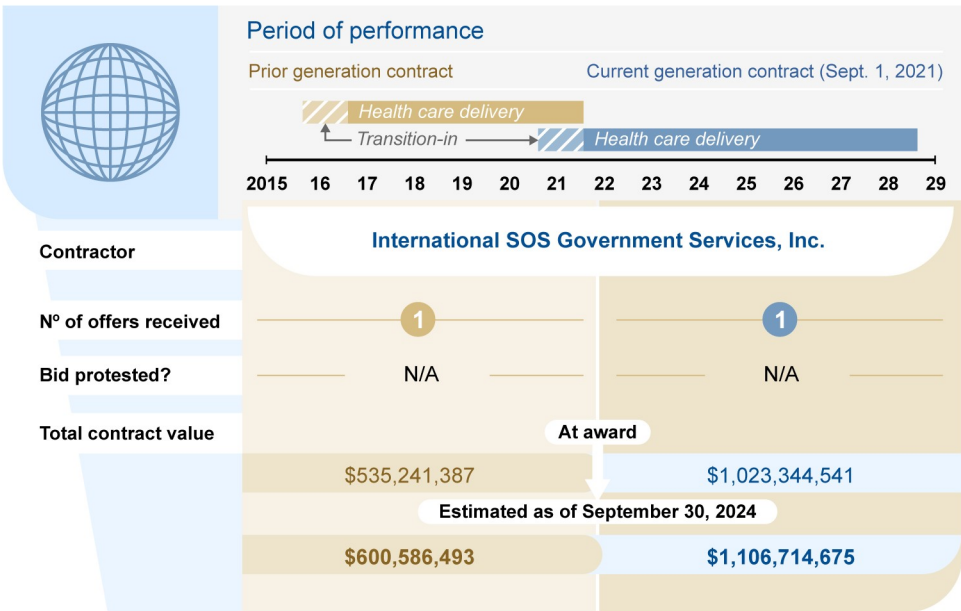 Period of performance
Prior generation contract
Current generation contract (Sept. 1, 2021)
Health care delivery
Transition-in
Health care delivery
2015 16 17 18 19 20 21 22 23 24 25 26 27 28 29
Contractor
International SOS Government Services, Inc.
Nº of offers received
1
1
Bid protested?
N/A
N/A
Total contract value
At award
$535,241,387
$1,023,344,541
Estimated as of September 30, 2024
$600,586,493
$1,106,714,675